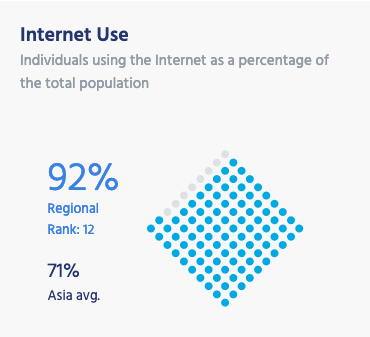 Internet Use
Individuals using the Internet as a percentage of
the total population
92%
Regional
Rank: 12
71%
Asia avg.